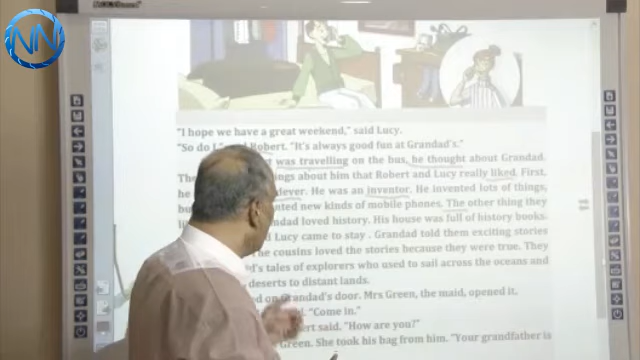 NN
"I hope we have a great weekend," said Lucy.
"So do I," Robert. "It's always good fun at Grandad's."
was travelling on the bus, he thought about Grandad.
things about him that Robert and Lucy really liked. First,
he clever. He was an inventor. He invented lots of things,
new kinds of mobile phones. The other thing they
Grandad loved history. His house was full of history books.
Lucy came to stay. Grandad told them exciting stories
The cousins loved the stories because they were true. They
tales of explorers who used to sail across the oceans and
deserts to distant lands.
on Grandad's door. Mrs Green, the maid, opened it.
"Come in."
said. "How are you?"
Green. She took his bag from him. "Your grandfather is